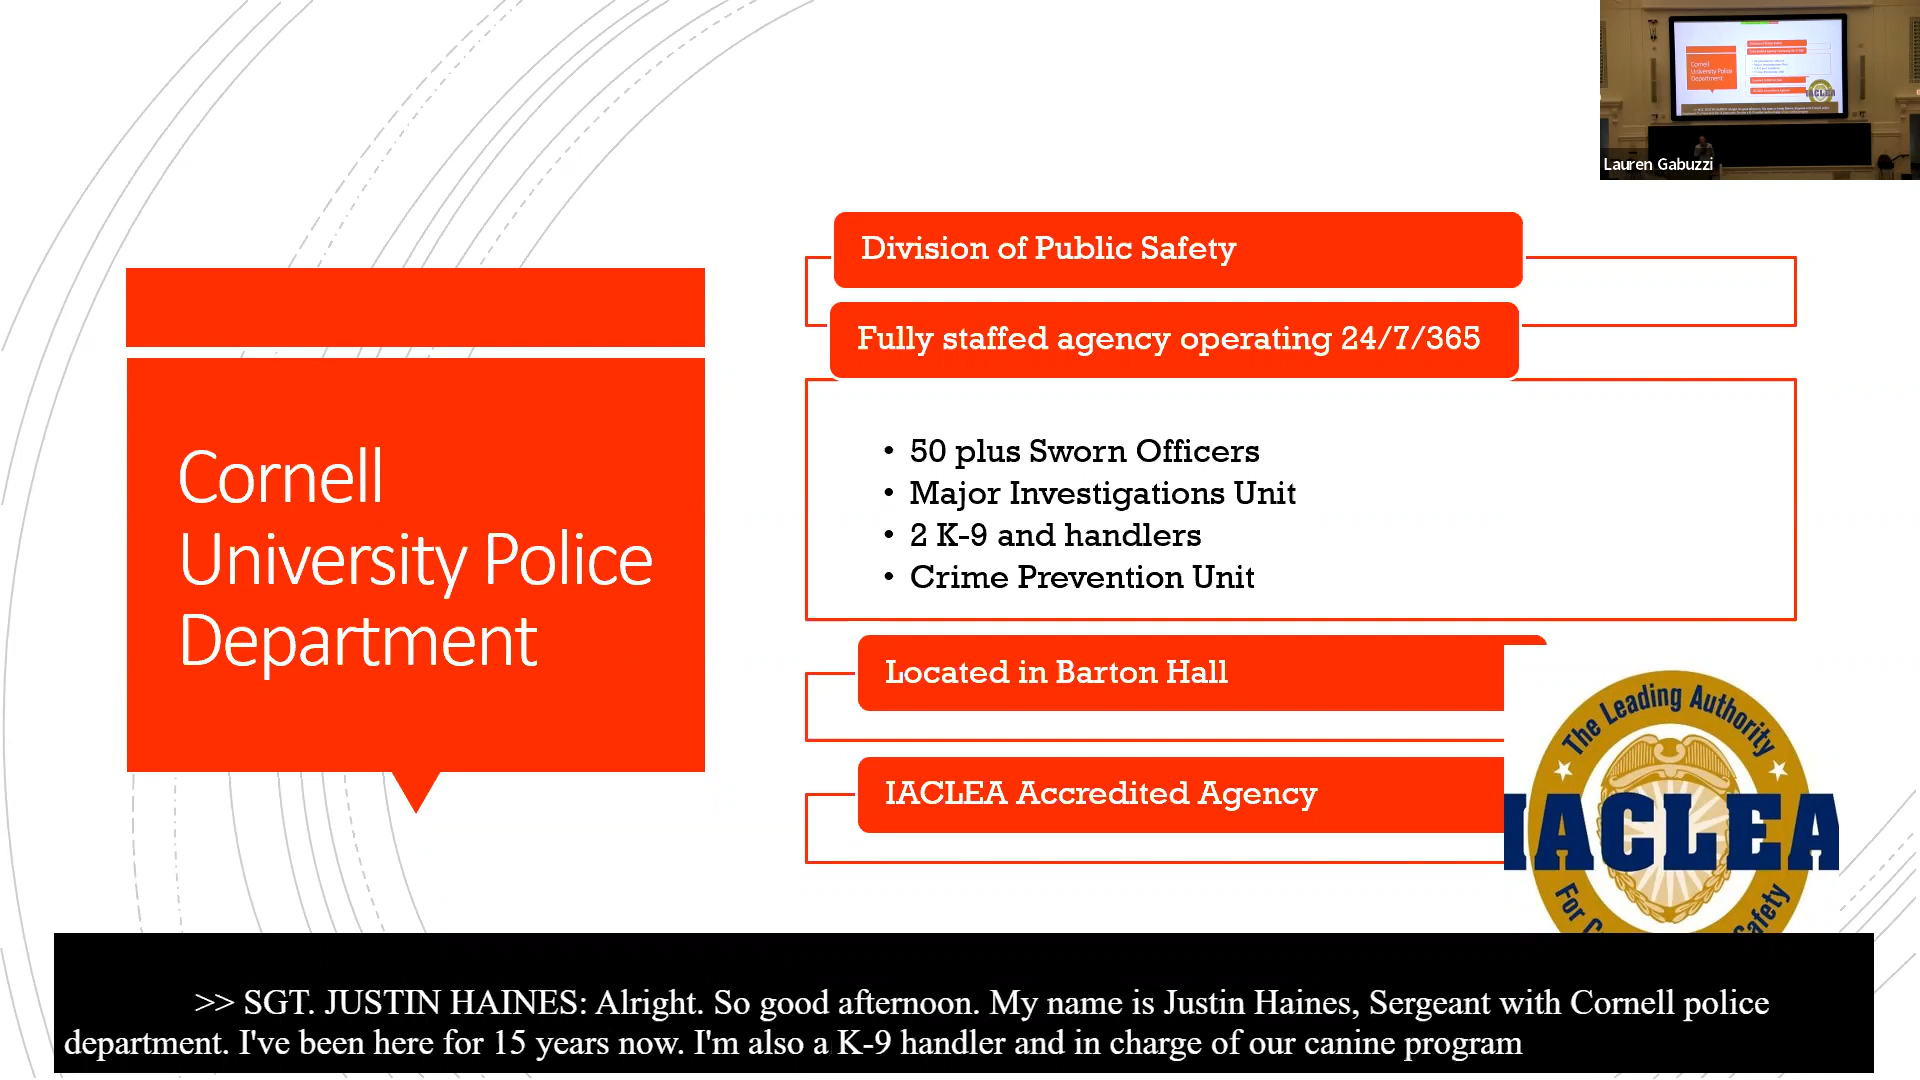 Lauren Gabuzzi
Division of Public Safety
Fully staffed agency operating 24/7/365
Cornell
University Police
Department
• 50 plus Sworn Officers
• Major Investigations Unit
• 2 K-9 and handlers
• Crime Prevention Unit
Located in Barton Hall
IACLEA Accredited Agency
The Leading Authority
IACLEA
>> SGT. JUSTIN HAINES: Alright. So good afternoon. My name is Justin Haines, Sergeant with Cornell police
department. I've been here for 15 years now. I'm also a K-9 handler and in charge of our canine program